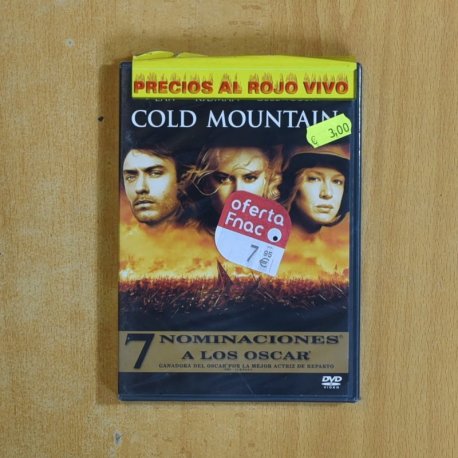 PRECIOS AL ROJO VIVO
COLD MOUNTAIN
€ 3,00
oferta
Fnac
7
7 NOMINACIONES
A LOS OSCAR
GANADORA DEL OSCAR POR LA MEJOR ACTRIZ DE REPARTO
DVD
VIDEO